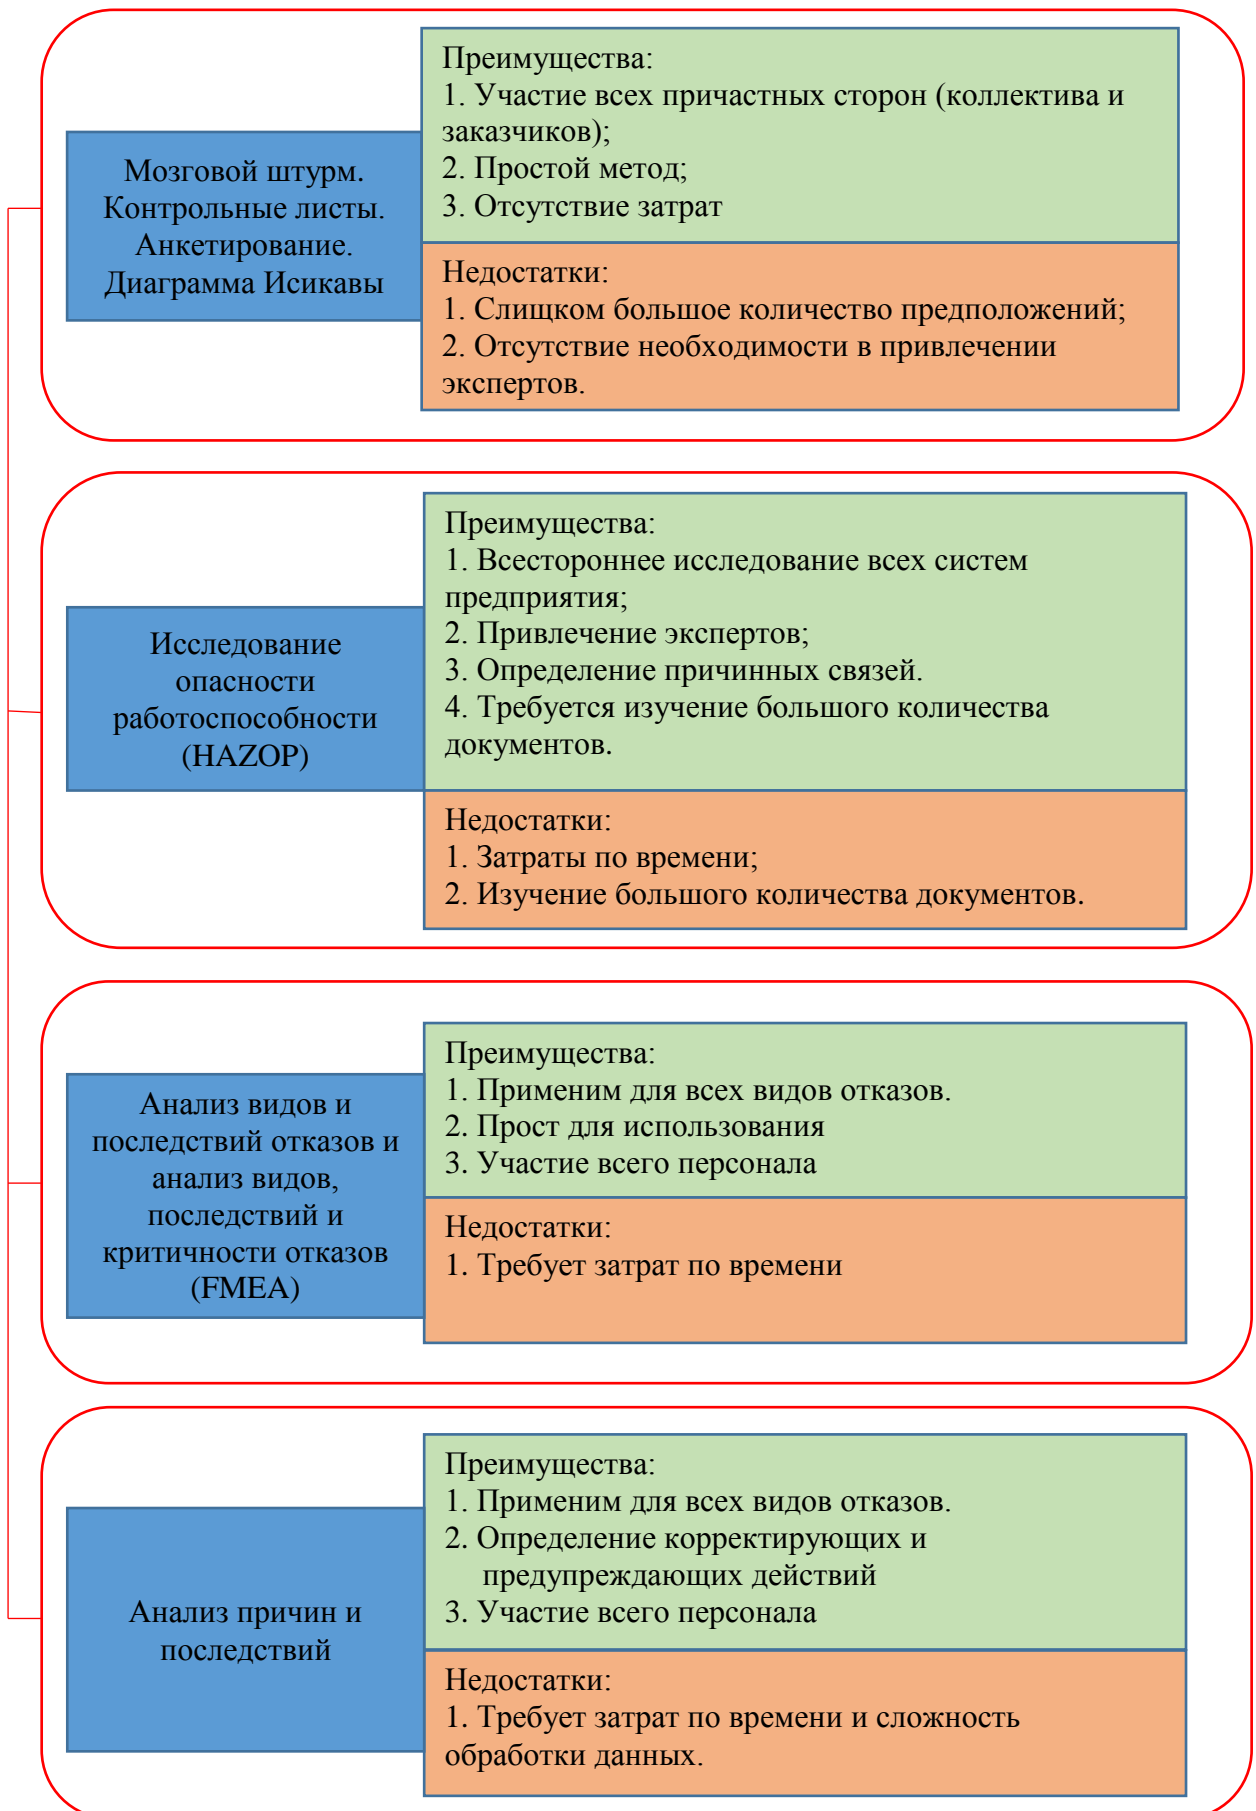 Мозговой штурм.
Контрольные листы.
Анкетирование.
Диаграмма Исикавы
Преимущества:
1. Участие всех причастных сторон (коллектива и
заказчиков);
2. Простой метод;
3. Отсутствие затрат
Недостатки:
1. Слищком большое количество предположений;
2. Отсутствие необходимости в привлечении
экспертов.
Исследование
опасности
работоспособности
(HAZOP)
Преимущества:
1. Всестороннее исследование всех систем
предприятия;
2. Привлечение экспертов;
3. Определение причинных связей.
4. Требуется изучение большого количества
документов.
Недостатки:
1. Затраты по времени;
2. Изучение большого количества документов.
Анализ видов и
последствий отказов и
анализ видов,
последствий и
критичности отказов
(FMEA)
Преимущества:
1. Применим для всех видов отказов.
2. Прост для использования
3. Участие всего персонала
Недостатки:
1. Требует затрат по времени
Анализ причин и
последствий
Преимущества:
1. Применим для всех видов отказов.
2. Определение корректирующих и
предупреждающих действий
3. Участие всего персонала
Недостатки:
1. Требует затрат по времени и сложность
обработки данных.